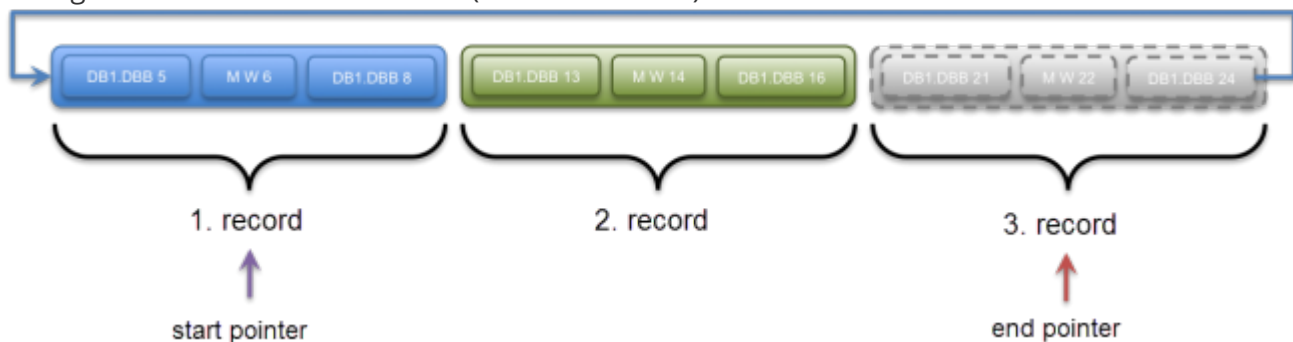 DB1.DBB 5 M W 6 DB1.DBB 8 DB1.DBB 13 M W 14 DB1.DBB 16 DB1.DBB 21 M W 22 DB1.DBB 24
1. record 2. record 3. record
start pointer end pointer